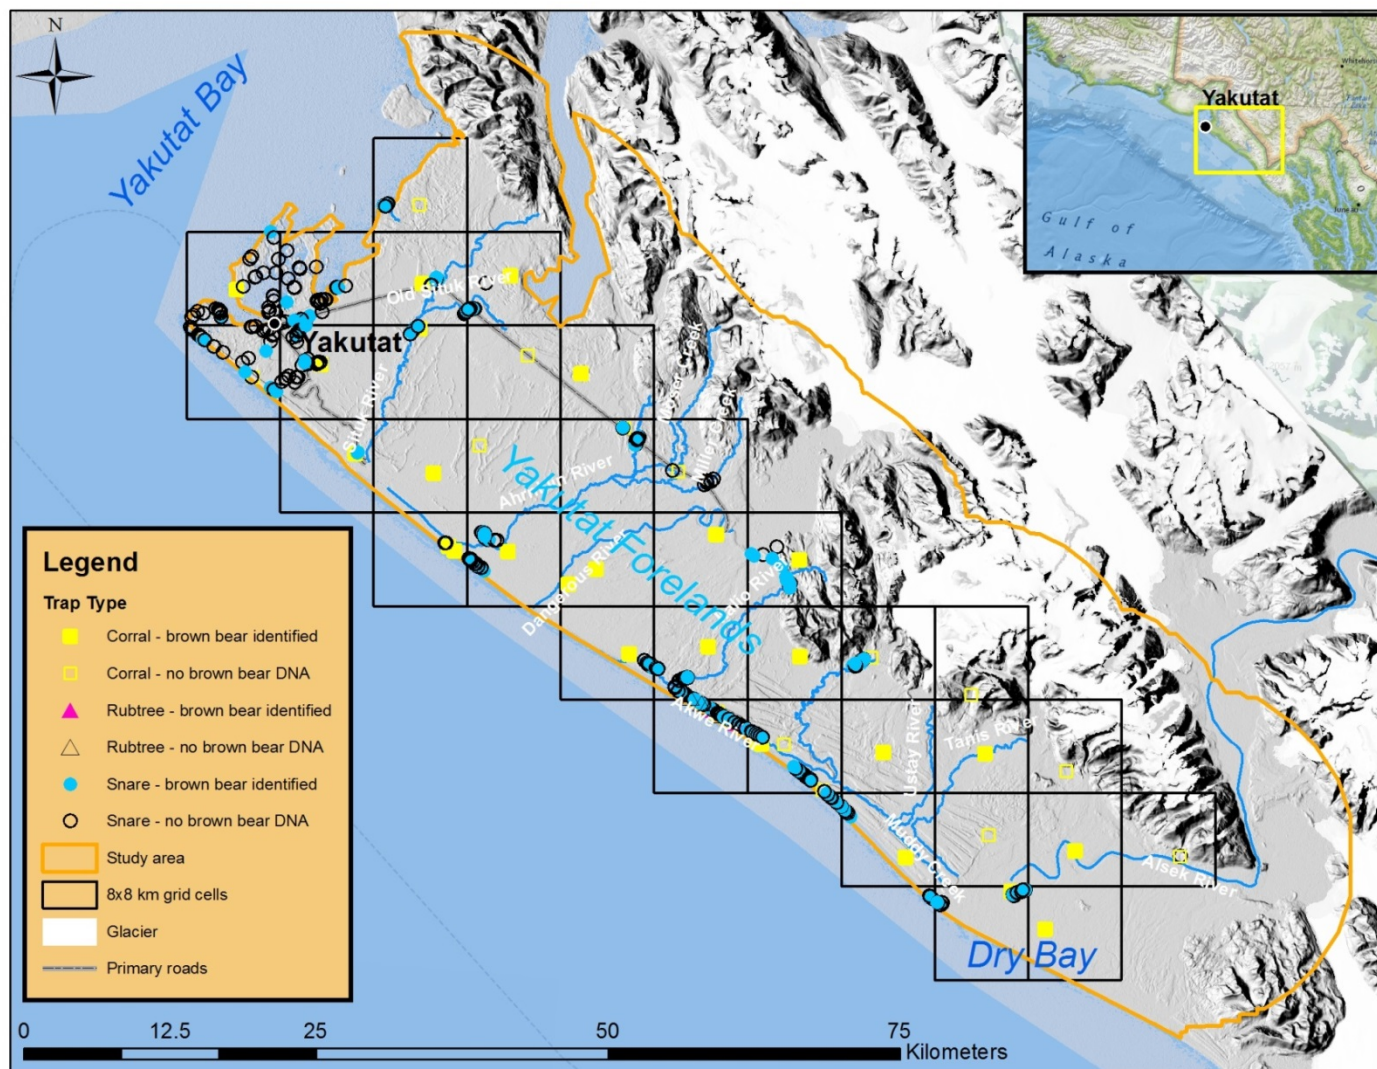 N
Yakutat Bay
Yakutat
Gulf of
Alaska
Old Situk River
Yakutat
Situk River
Moser Creek
Miller Creek
Yakutat Forelands
River
Dangerous River
River
Akwe River
Ustay River
Tanis River
Muddy Creek
Alsek River
Dry Bay
Legend
Trap Type
Corral - brown bear identified
Corral - no brown bear DNA
Rubtree - brown bear identified
Rubtree - no brown bear DNA
Snare - brown bear identified
Snare - no brown bear DNA
Study area
8x8 km grid cells
Glacier
Primary roads
0 12.5 25 50 75
Kilometers